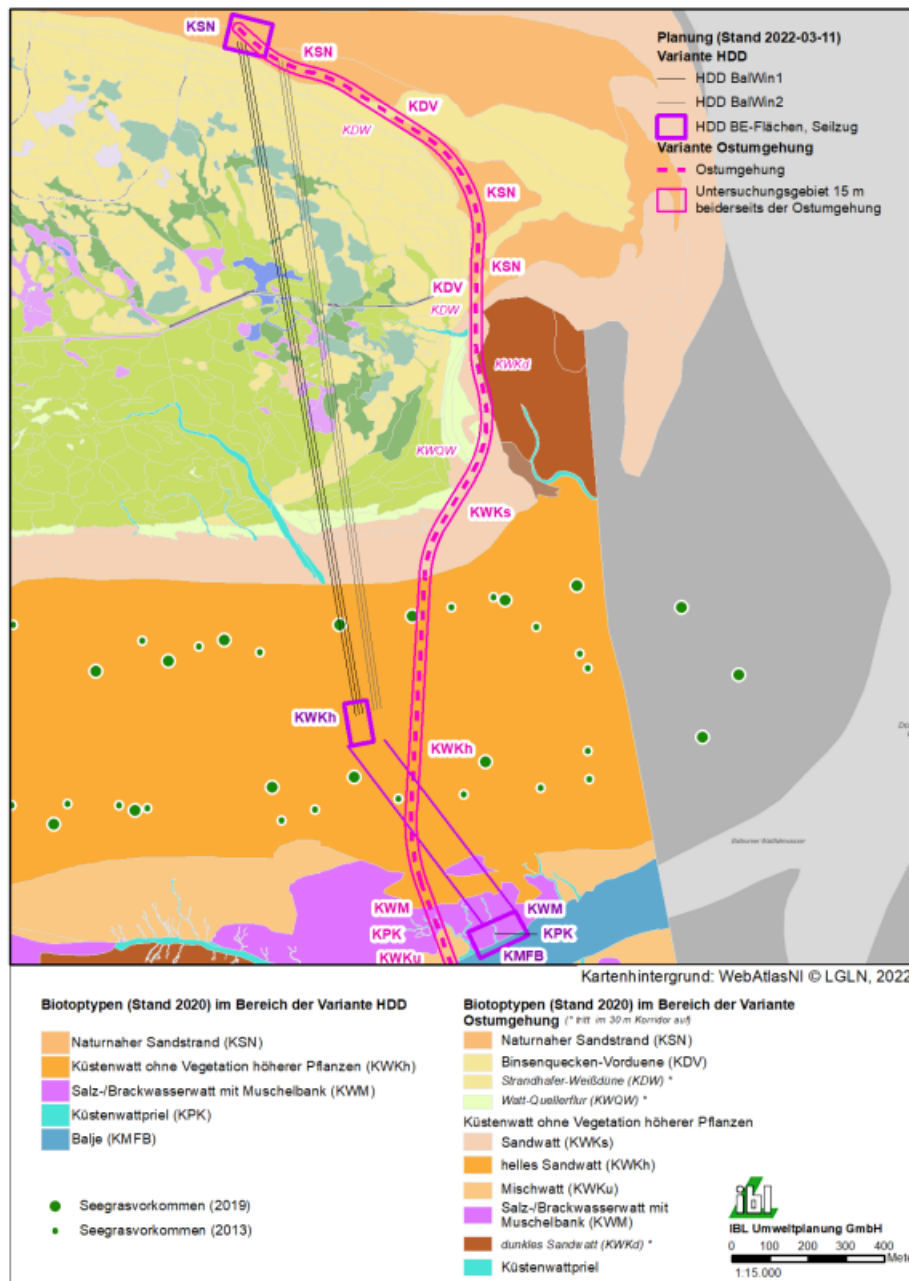 KSN
KSN
KDV
KDW
KSN
KSN
KDV
KDW
KWKd
KWQW
KWKs
KWKh
KWKh
KWM
KWM
KPK
KPK
KWKu
KMFB
Planung (Stand 2022-03-11)
Variante HDD
HDD BalWin1
HDD BalWin2
HDD BE-Flächen, Seilzug
Variante Ostumgehung
Ostumgehung
Untersuchungsgebiet 15 m
beiderseits der Ostumgehung
Kartenhintergrund: WebAtlasNI © LGLN, 2022
Biotoptypen (Stand 2020) im Bereich der Variante HDD
Naturnaher Sandstrand (KSN)
Küstenwatt ohne Vegetation höherer Pflanzen (KWKh)
Salz-/Brackwasserwatt mit Muschelbank (KWM)
Küstenwattpriel (KPK)
Balje (KMFB)
Seegrasvorkommen (2019)
Seegrasvorkommen (2013)
Biotoptypen (Stand 2020) im Bereich der Variante
Ostumgehung (* tritt im 30 m Korridor auf)
Naturnaher Sandstrand (KSN)
Binsenquecken-Vorduene (KDV)
Strandhafer-Weißdüne (KDW) *
Watt-Quellerflur (KWQW) *
Küstenwatt ohne Vegetation höherer Pflanzen
Sandwatt (KWKs)
helles Sandwatt (KWKh)
Mischwatt (KWKu)
Salz-/Brackwasserwatt mit
Muschelbank (KWM)
dunkles Sandwatt (KWKd) *
Küstenwattpriel
ibl
IBL Umweltplanung GmbH
0 100 200 300 400
Mete
1:15.000